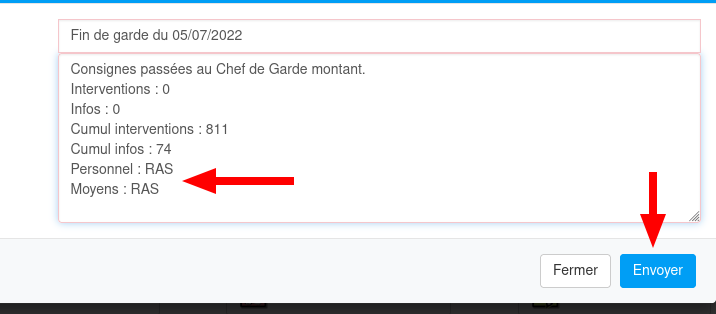 Fin de garde du 05/07/2022
Consignes passées au Chef de Garde montant.
Interventions : 0
Infos : 0
Cumul interventions : 811
Cumul infos : 74
Personnel : RAS
Moyens : RAS
Fermer
Envoyer